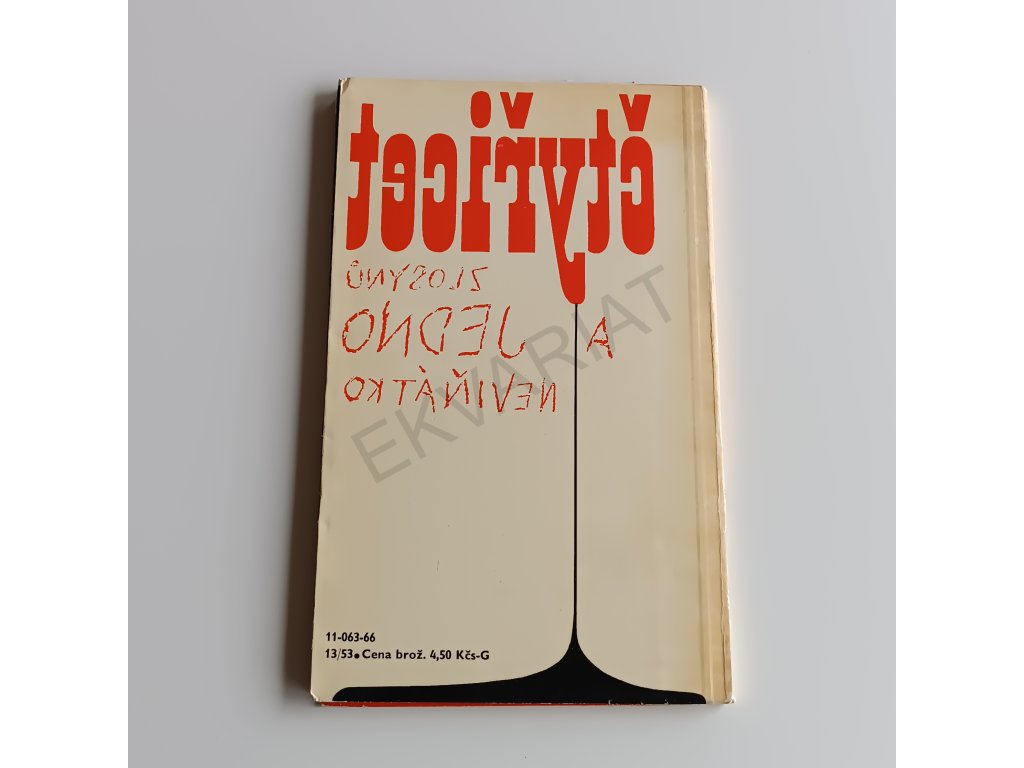 čtyřicet
ZLOSYNŮ
A JEDNO
NEVIŇÁTKO
EKVARIAT
11-063-66
13/53 • Cena brož. 4,50 Kčs-G